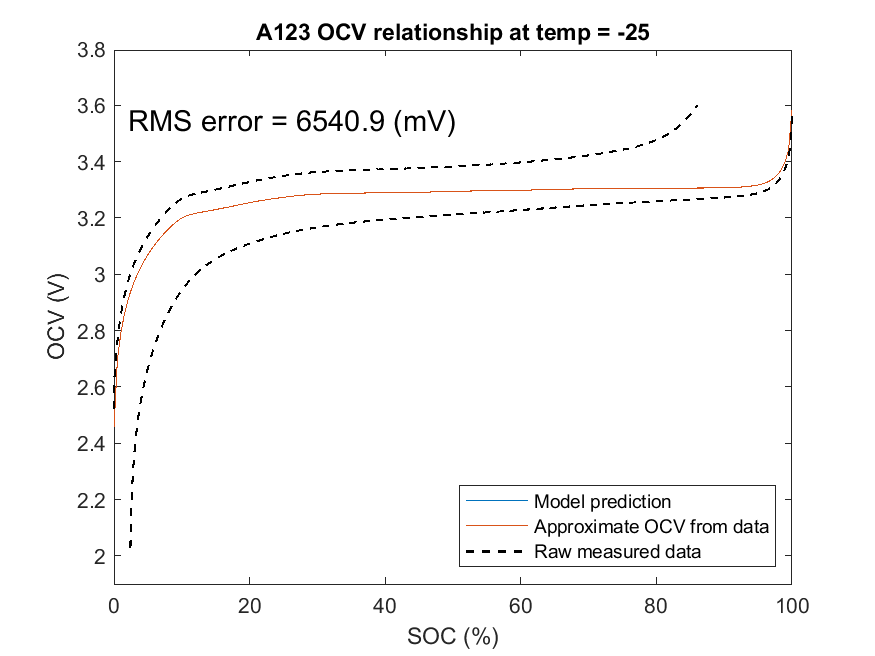 A123 OCV relationship at temp = -25
3.8
3.6
3.4
3.2
3
2.8
2.6
2.4
2.2
2
OCV (V)
RMS error = 6540.9 (mV)
Model prediction
Approximate OCV from data
Raw measured data
0 20 40 60 80 100
SOC (%)